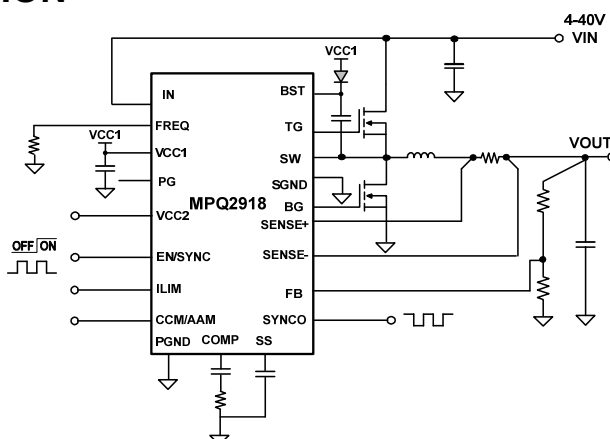 4-40V
VIN
VCC1
IN
BST
FREQ
TG
VCC1
VCC1
SW
VOUT
PG
SGND
MPQ2918
BG
VCC2
SENSE+
OFF ON
EN/SYNC
SENSE-
ILIM
FB
CCM/AAM
SYNCO
PGND
COMP
SS